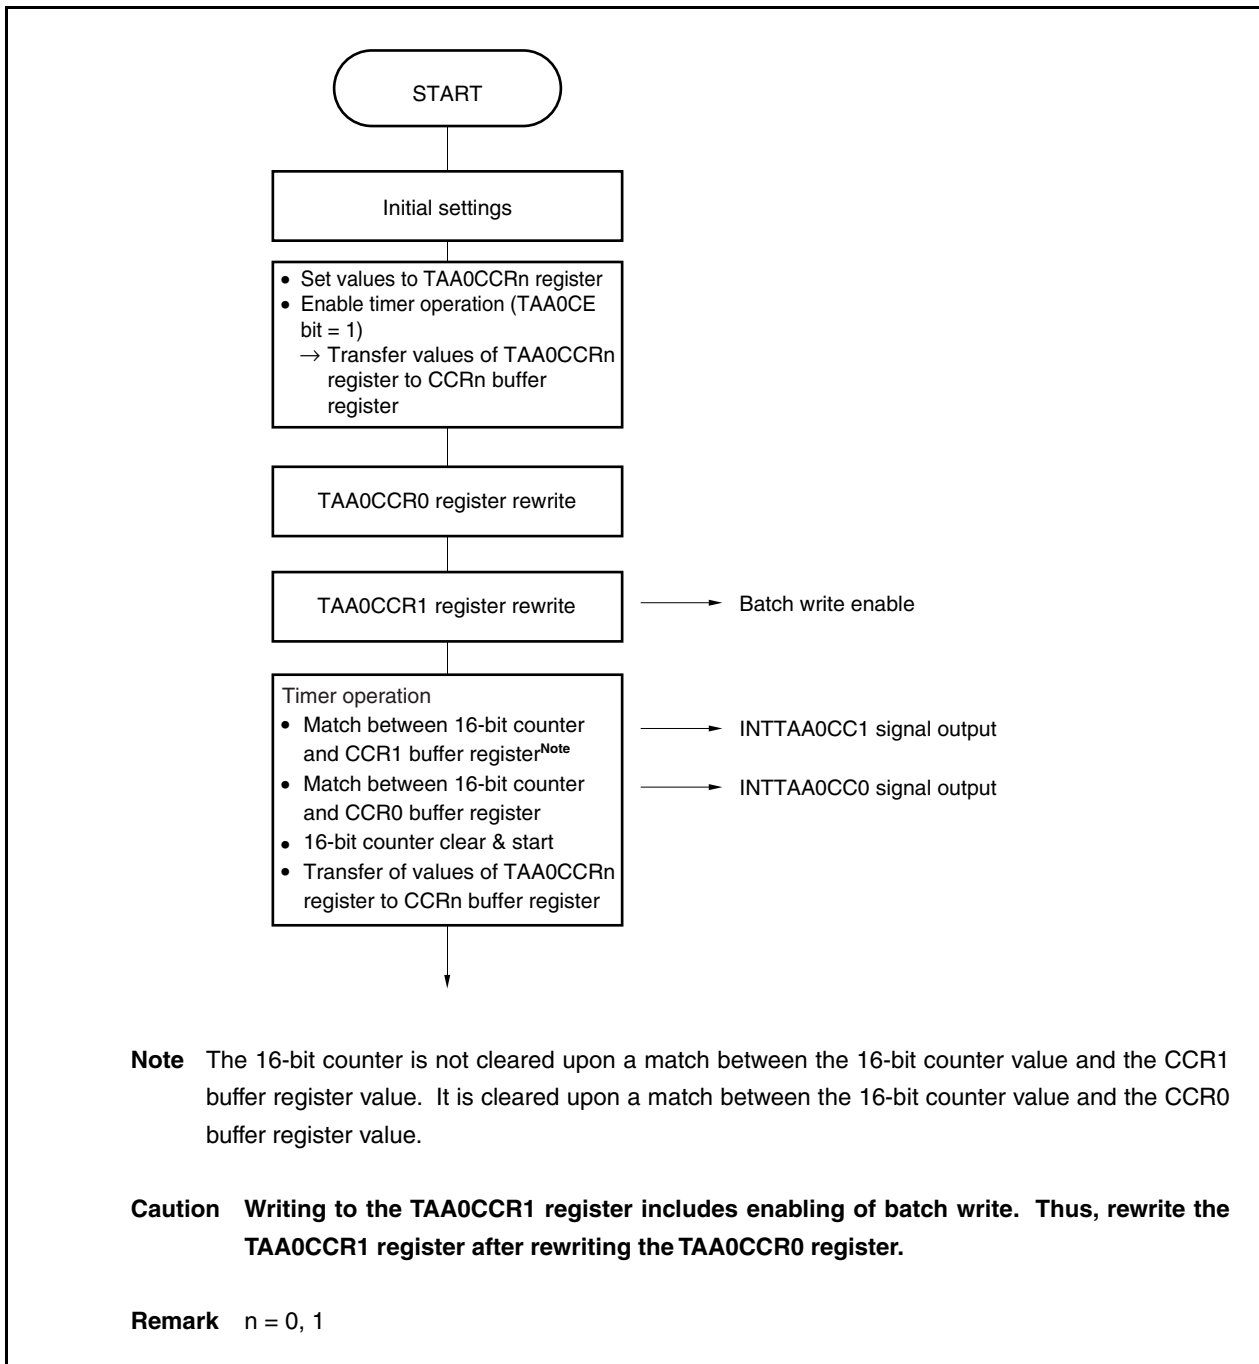 START
Initial settings
• Set values to TAA0CCRn register
• Enable timer operation (TAA0CE
bit = 1)
→ Transfer values of TAA0CCRn
register to CCRn buffer
register
TAA0CCR0 register rewrite
TAA0CCR1 register rewrite
Batch write enable
Timer operation
• Match between 16-bit counter
and CCR1 buffer registerNote
INTTAA0CC1 signal output
• Match between 16-bit counter
and CCR0 buffer register
INTTAA0CC0 signal output
• 16-bit counter clear & start
• Transfer of values of TAA0CCRn
register to CCRn buffer register
Note The 16-bit counter is not cleared upon a match between the 16-bit counter value and the CCR1
buffer register value. It is cleared upon a match between the 16-bit counter value and the CCR0
buffer register value.
Caution Writing to the TAA0CCR1 register includes enabling of batch write. Thus, rewrite the
TAA0CCR1 register after rewriting the TAA0CCR0 register.
Remark n = 0, 1